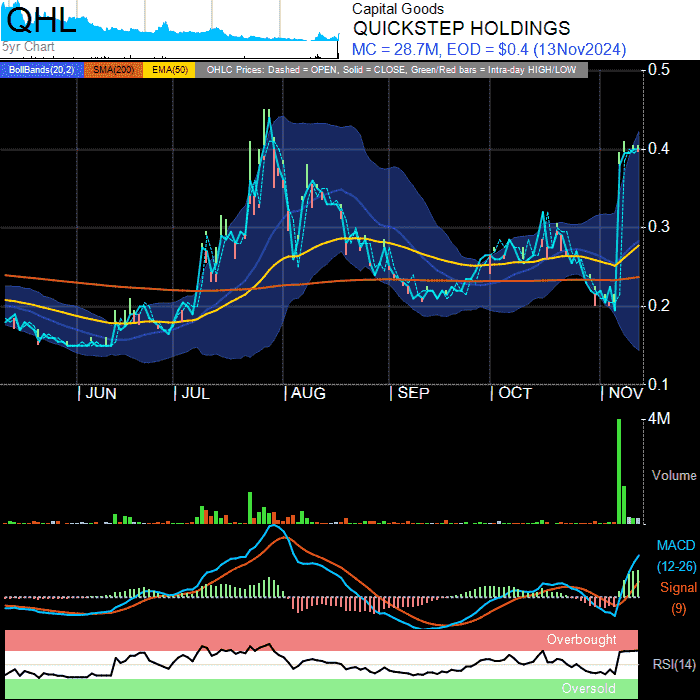 QHL
Capital Goods
QUICKSTEP HOLDINGS
5yr Chart
MC = 28.7M, EOD = $0.4 (13Nov2024)
BollBands(20,2) SMA(200) EMA(50) OHLC Prices: Dashed = OPEN, Solid = CLOSE, Green/Red bars = Intra-day HIGH/LOW
0.5
0.4
0.3
0.2
0.1
JUN JUL AUG SEP OCT NOV
4M
Volume
MACD
(12-26)
Signal
(9)
Overbought
RSI(14)
Oversold